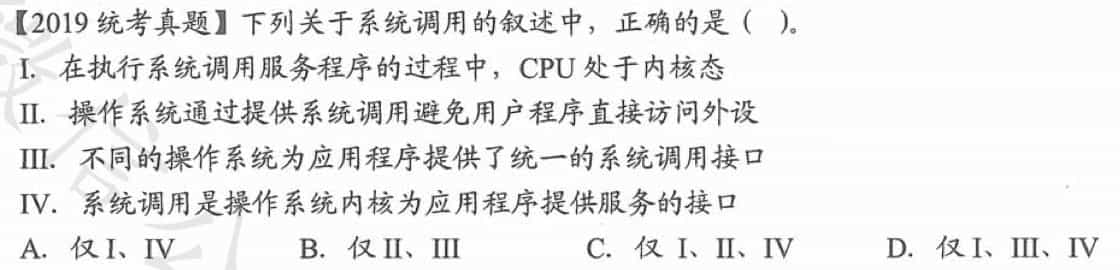 【2019 统考真题】下列关于系统调用的叙述中，正确的是（ ）。
I. 在执行系统调用服务程序的过程中，CPU 处于内核态
II. 操作系统通过提供系统调用避免用户程序直接访问外设
III. 不同的操作系统为应用程序提供了统一的系统调用接口
IV. 系统调用是操作系统内核为应用程序提供服务的接口
A. 仅 I、IV B. 仅 II、III C. 仅 I、II、IV D. 仅 I、III、IV